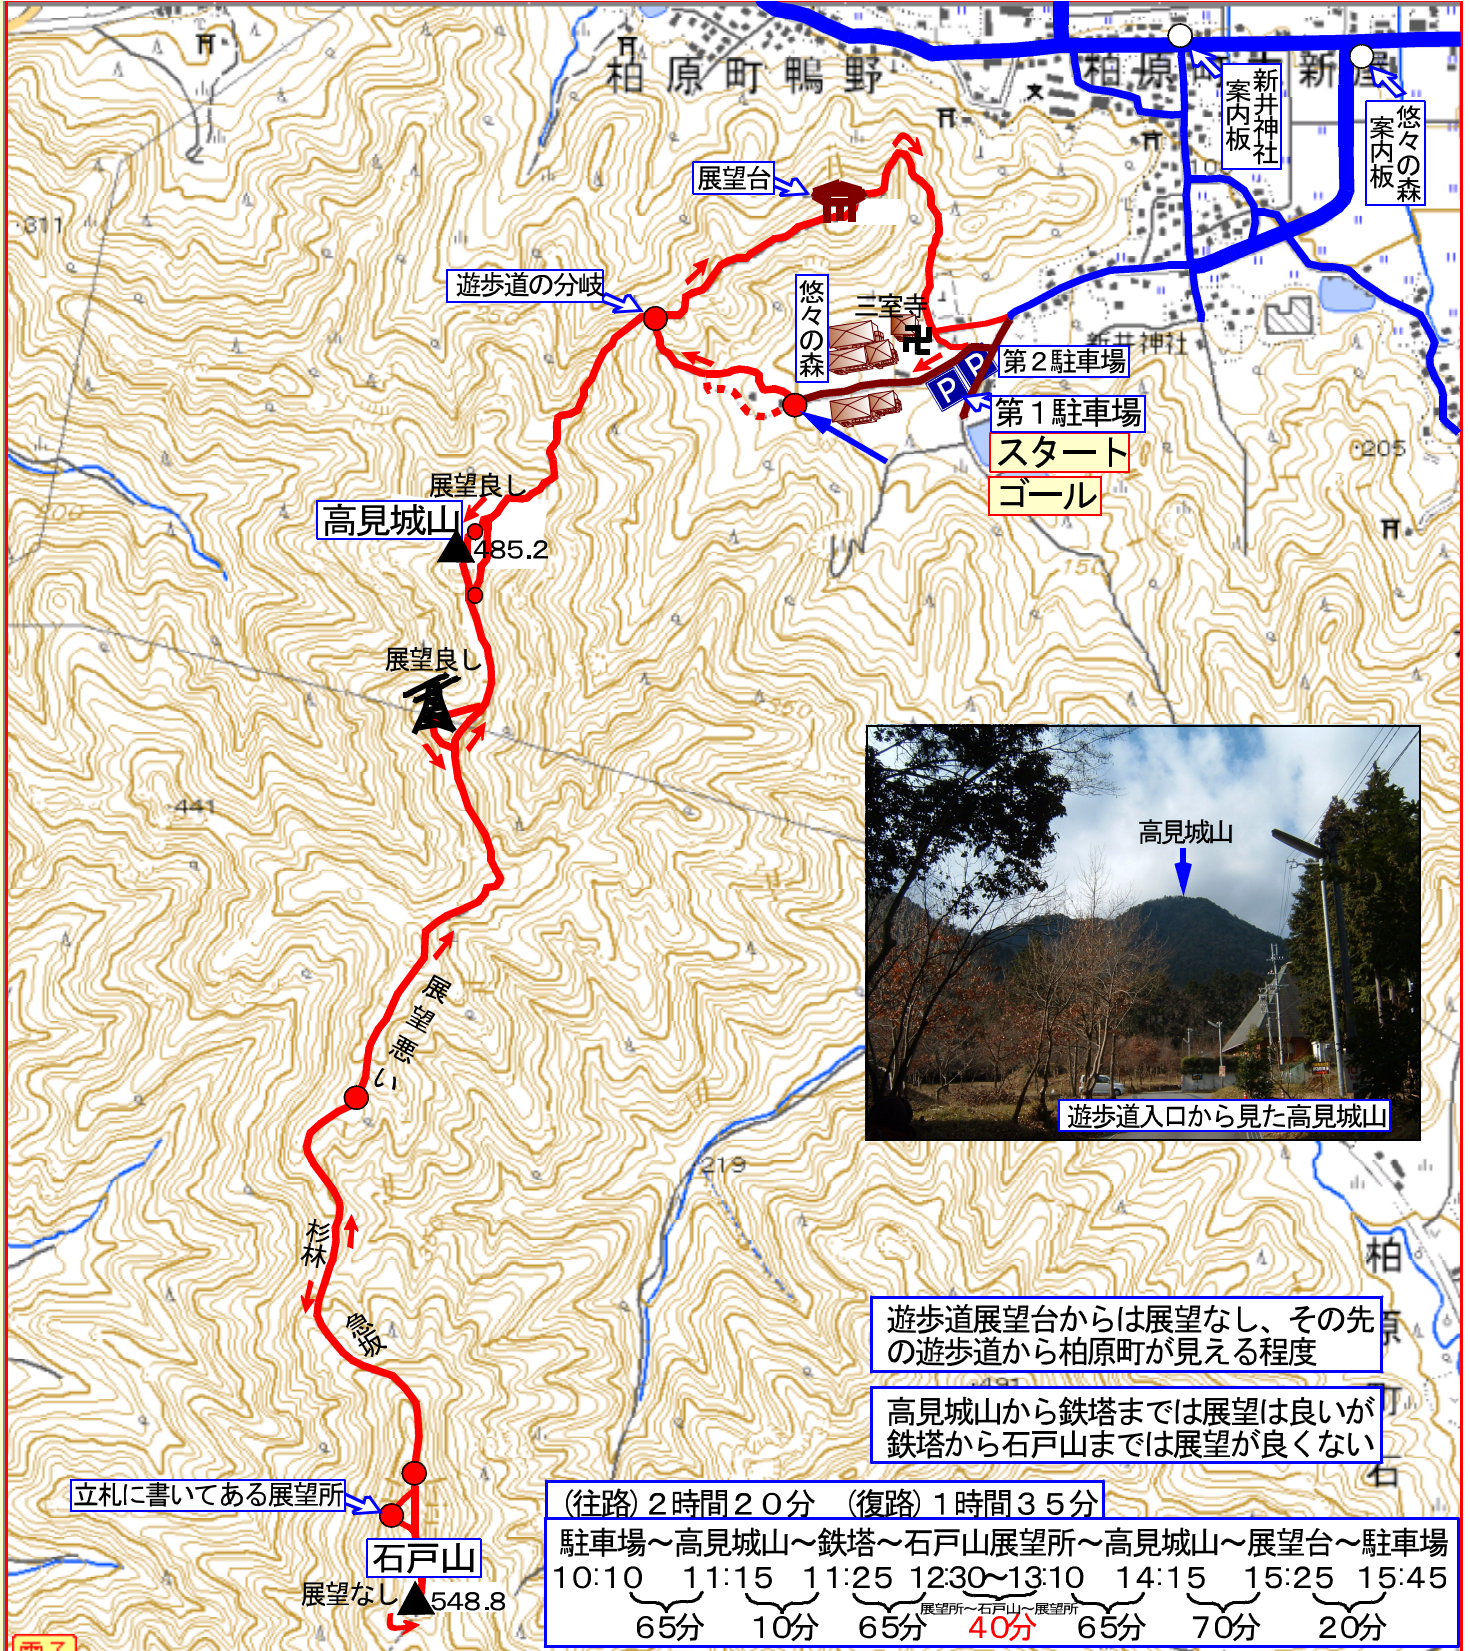 柏原町鴨野
新井神社
案内板
悠々の森
案内板
展望台
・311
遊歩道の分岐
悠々の森
三室寺
新井神社
P
P
第2駐車場
第1駐車場
スタート
ゴール
・205
展望良し
高見城山
485.2
150
展望良し
・441
高見城山
遊歩道入口から見た高見城山
展望悪い
219
杉林
急坂
柏原町石
遊歩道展望台からは展望なし、その先
の遊歩道から柏原町が見える程度
・491
高見城山から鉄塔までは展望は良いが
鉄塔から石戸山までは展望が良くない
立札に書いてある展望所
石戸山
展望なし
548.8
(往路)2時間20分 (復路)1時間35分
駐車場～高見城山～鉄塔～石戸山展望所～高見城山～展望台～駐車場
10:10 11:15 11:25 12:30～13:10 14:15 15:25 15:45
展望所～石戸山～展望所
65分 10分 65分 40分 65分 70分 20分